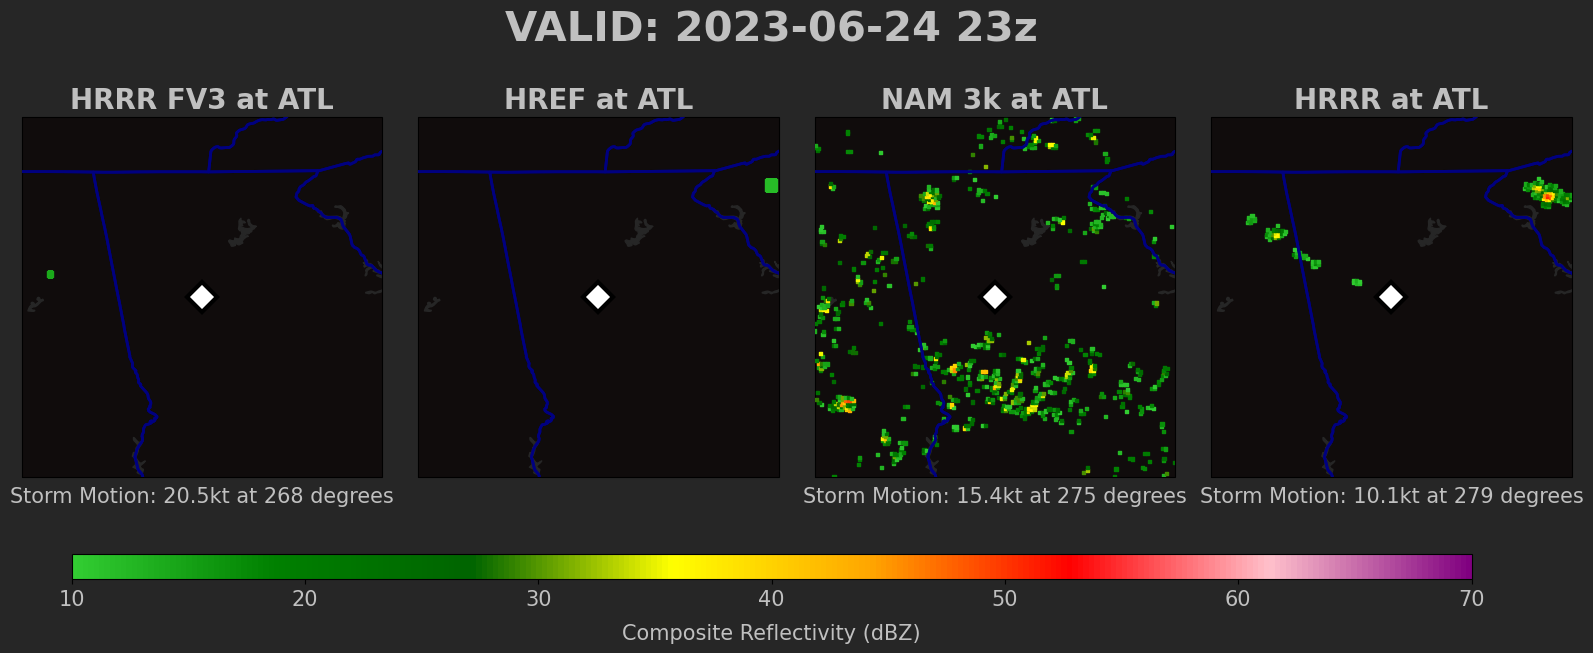 VALID: 2023-06-24 23z
HRRR FV3 at ATL
HREF at ATL
NAM 3k at ATL
HRRR at ATL
Storm Motion: 20.5kt at 268 degrees
Storm Motion: 15.4kt at 275 degrees
Storm Motion: 10.1kt at 279 degrees
10 20 30 40 50 60 70
Composite Reflectivity (dBZ)